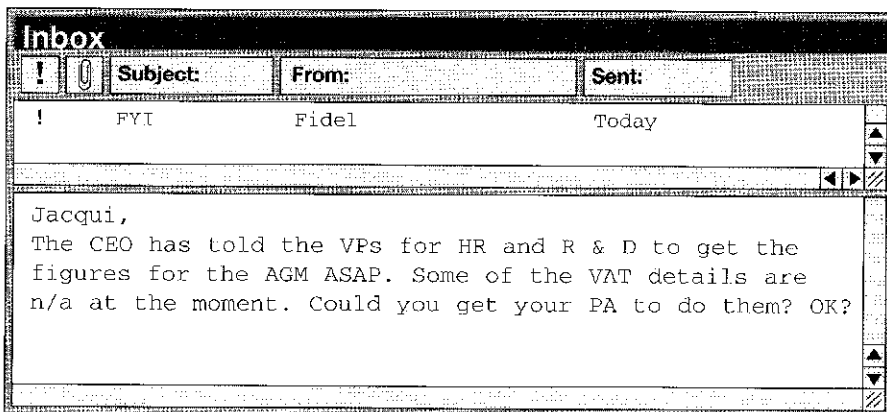 Inbox
! Subject: From: Sent:
! FYI Fidel Today
Jacqui,
The CEO has told the VPs for HR and R & D to get the
figures for the AGM ASAP. Some of the VAT details are
n/a at the moment. Could you get your PA to do them? OK?